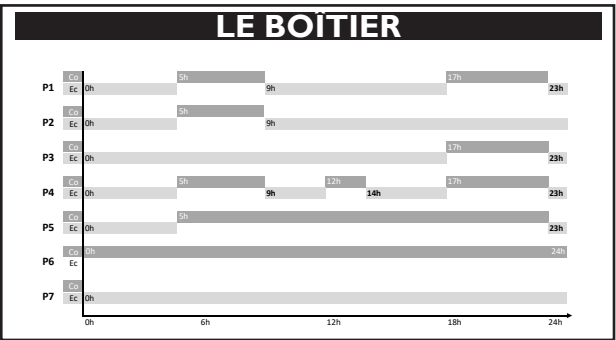 LE BOÎTIER
Co 5h 17h
P1 Ec 0h 9h 23h
Co 5h
P2 Ec 0h 9h
Co 17h
P3 Ec 0h 23h
Co 5h 12h 17h
P4 Ec 0h 9h 14h 23h
Co 5h
P5 Ec 0h 23h
Co 0h 24h
P6 Ec
Co
P7 Ec 0h
0h 6h 12h 18h 24h